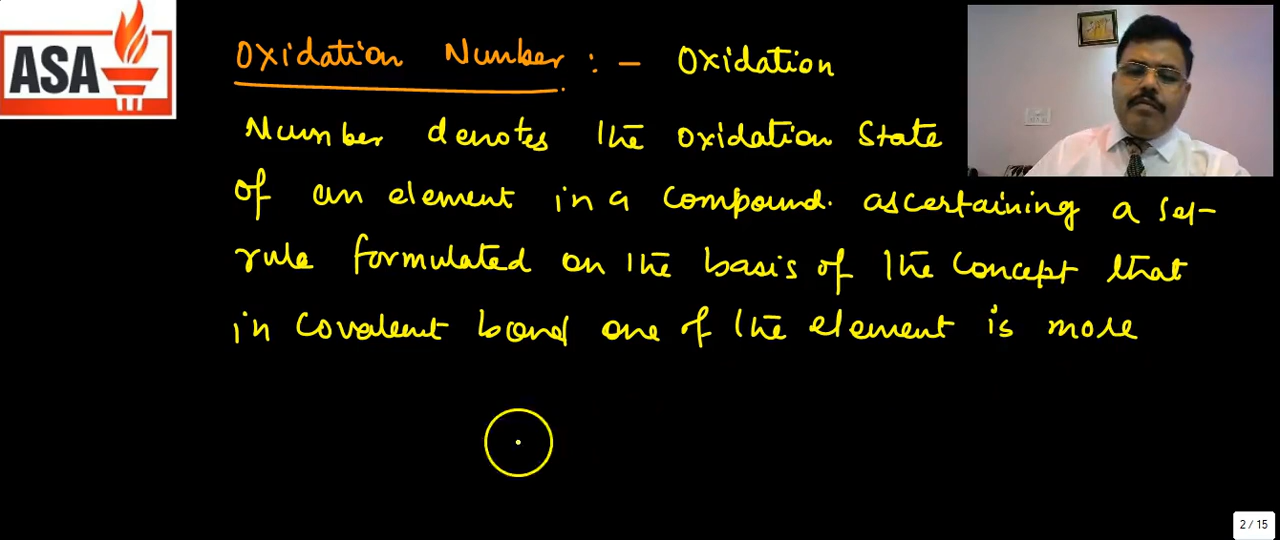 ASA
Oxidation Number : – Oxidation
Number denotes the oxidation state
of an element in a compound. ascertaining a set
rule formulated on the basis of the concept that
in covalent bond one of the element is more
2 / 15